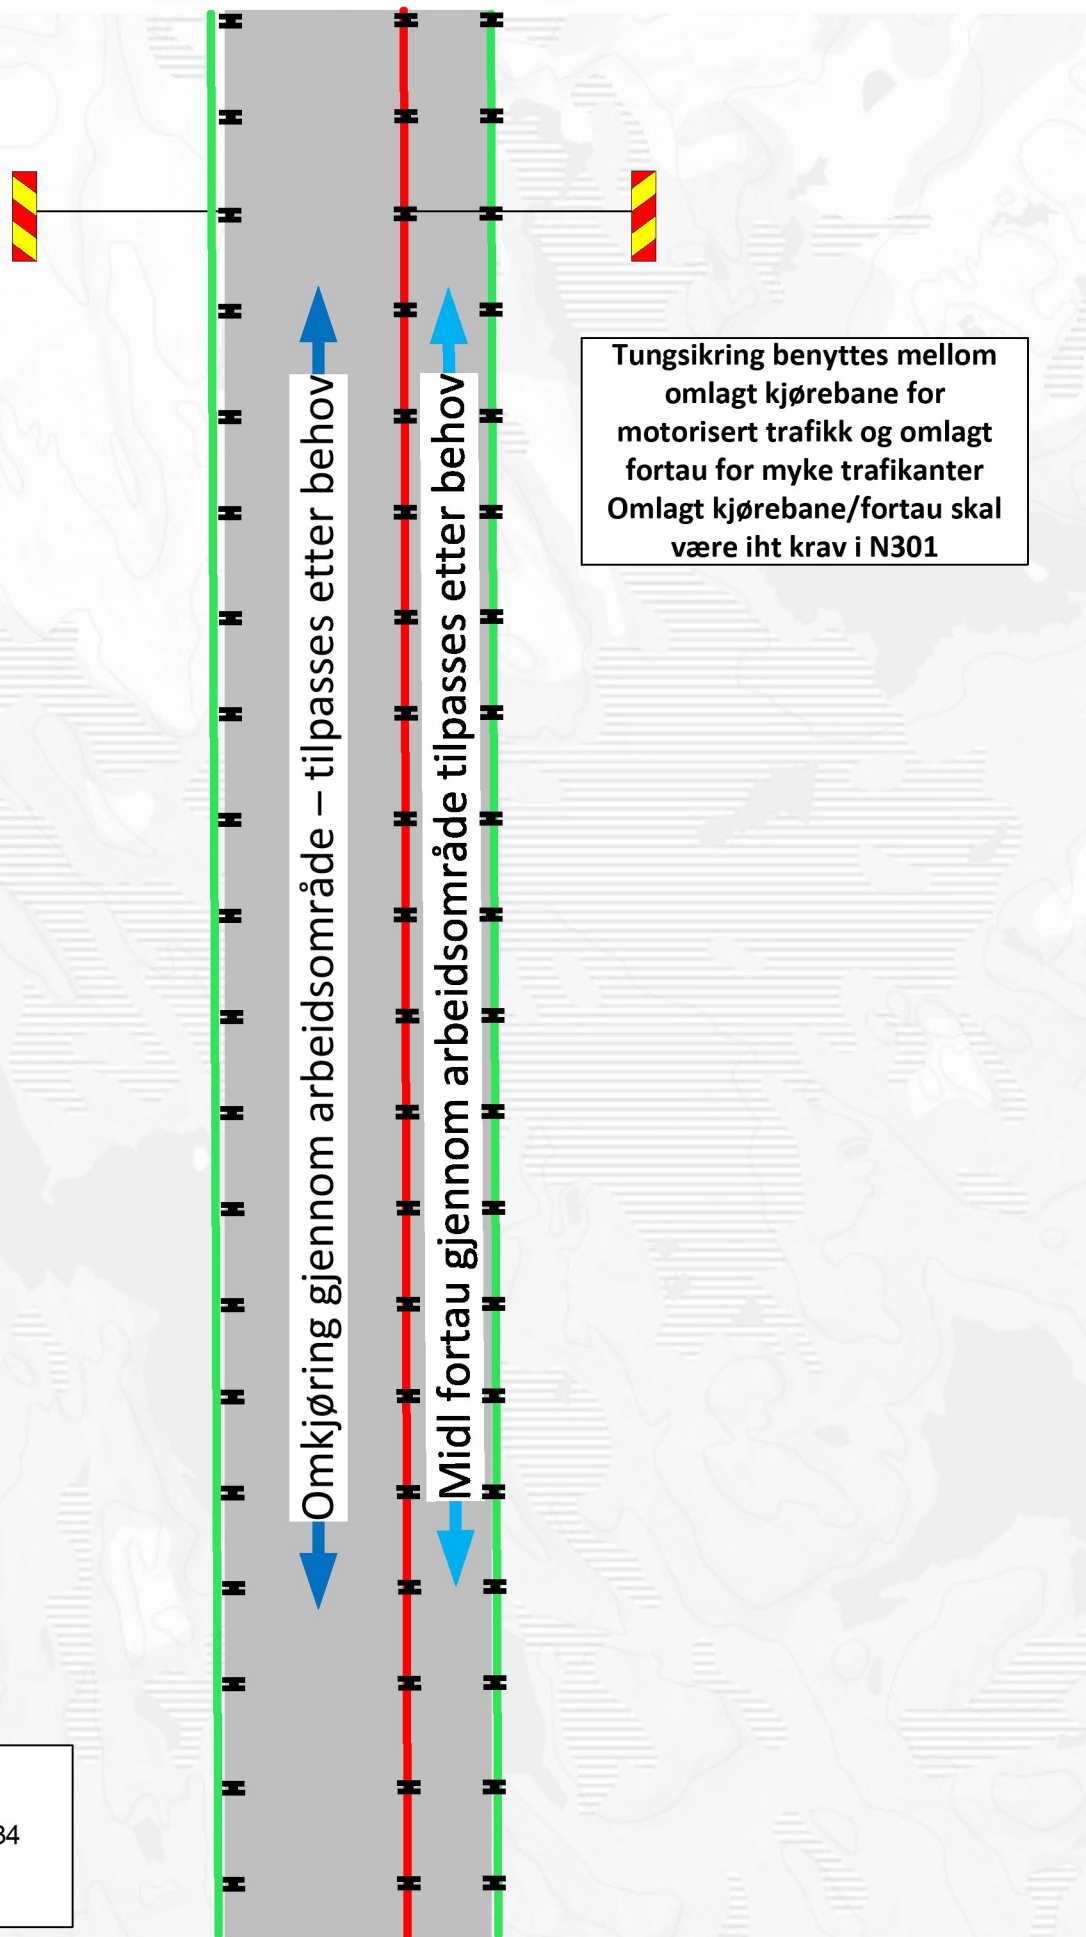 Tungsikring benyttes mellom
omlagt kjørebane for
motorisert trafikk og omlagt
fortau for myke trafikanter
Omlagt kjørebane/fortau skal
være iht krav i N301
Omkjøring gjennom arbeidsområde – tilpasses etter behov
Midl fortau gjennom arbeidsområde tilpasses etter behov
34